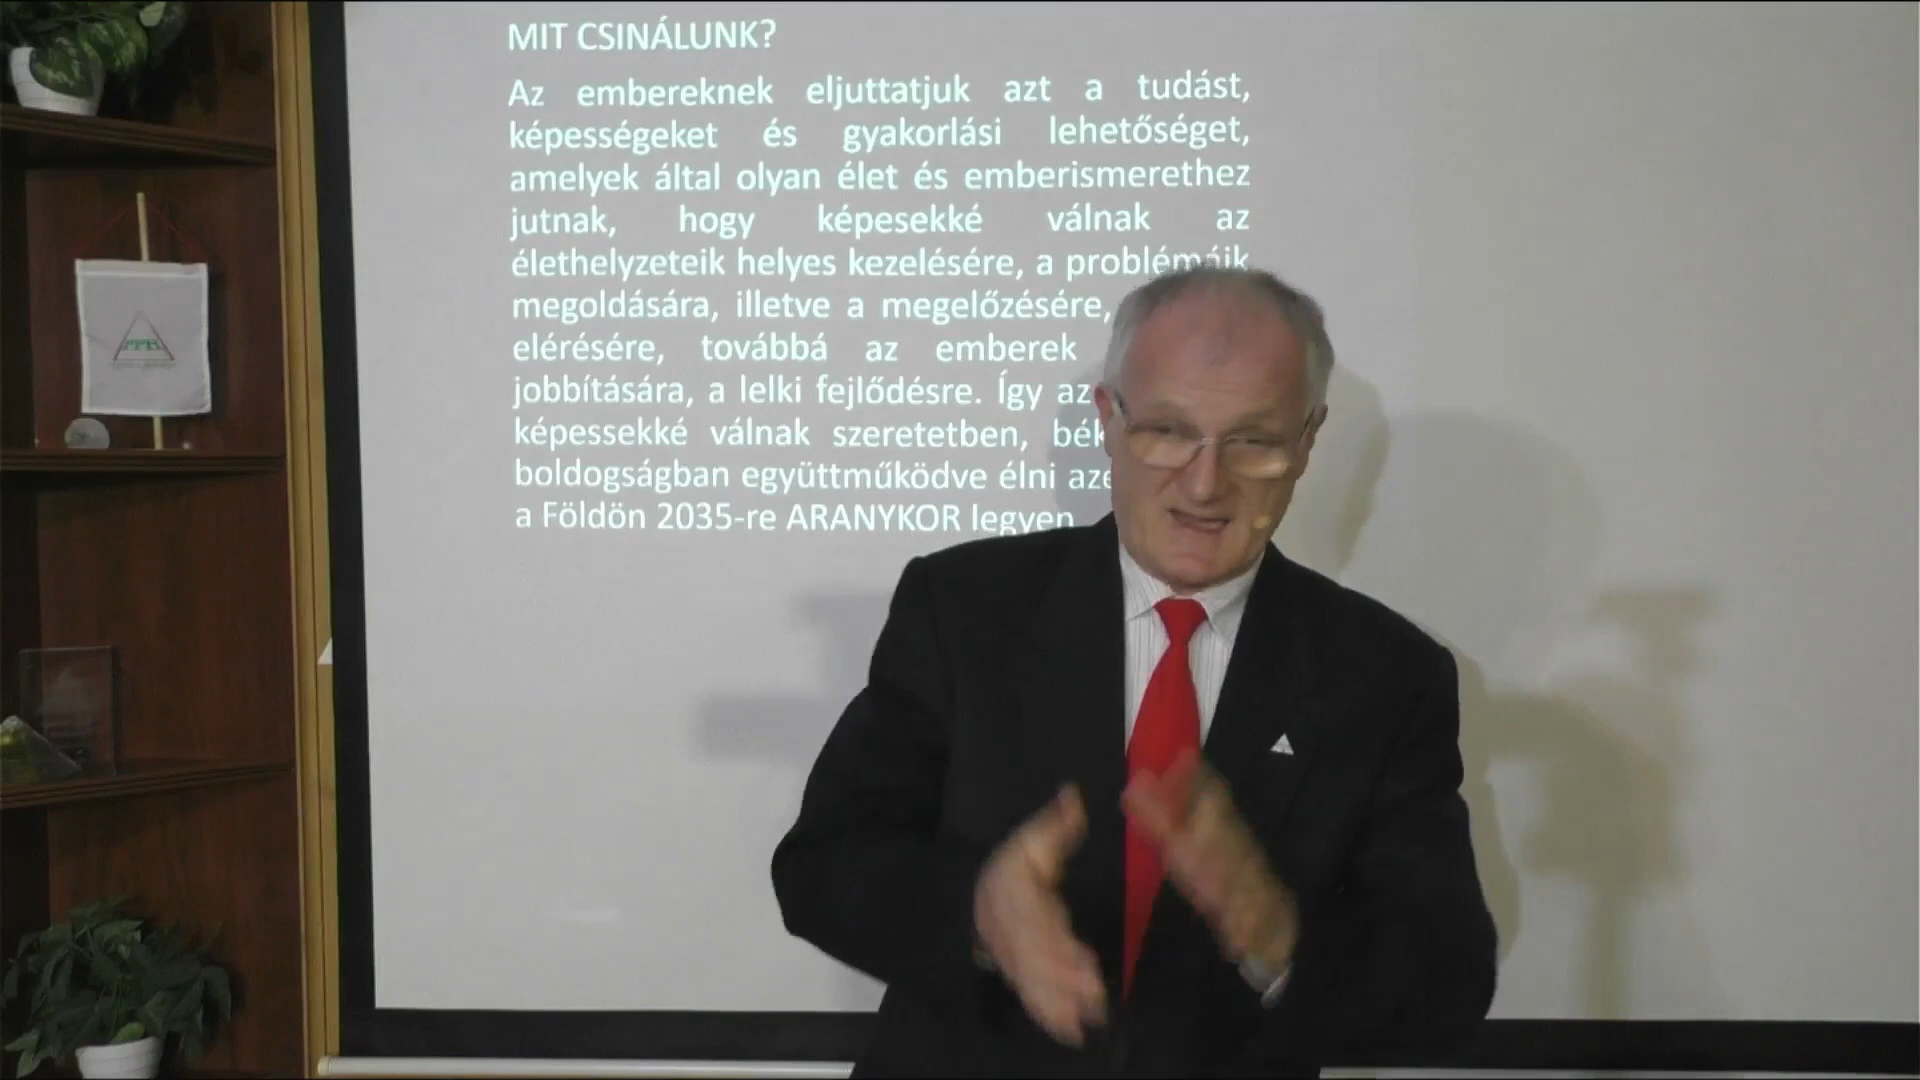 MIT CSINÁLUNK?
Az embereknek eljuttatjuk azt a tudást,
képességeket és gyakorlási lehetőséget,
amelyek által olyan élet és emberismerethez
jutnak, hogy képesekké válnak az
élethelyzeteik helyes kezelésére, a problémáik
megoldására, illetve a megelőzésére,
elérésére, továbbá az emberek
jobbítására, a lelki fejlődésre. Így az
képessekké válnak szeretetben,
boldogságban együttműködve élni
a Földön 2035-re ARANYKOR legyen